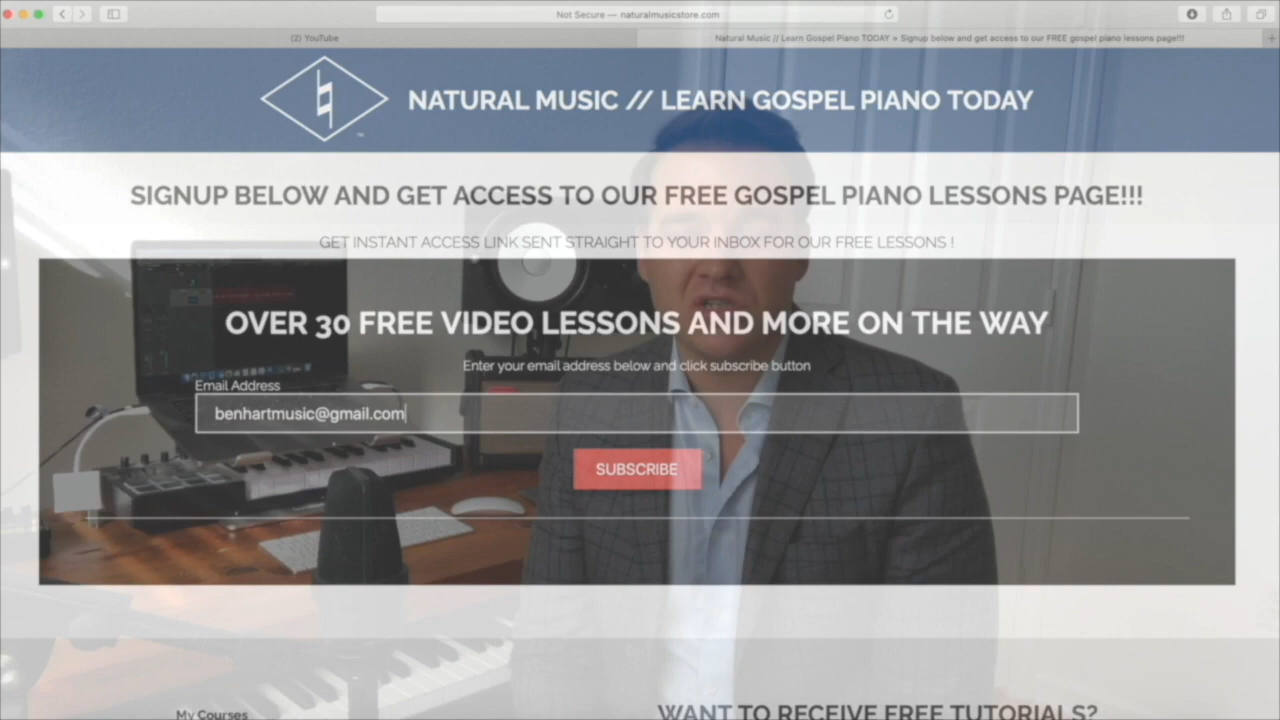 Not Secure — naturalmusicstore.com
(2) YouTube
Natural Music // Learn Gospel Piano TODAY » Signup below and get access to our FREE gospel piano lessons page!!!
NATURAL MUSIC // LEARN GOSPEL PIANO TODAY
TM
SIGNUP BELOW AND GET ACCESS TO OUR FREE GOSPEL PIANO LESSONS PAGE!!!
GET INSTANT ACCESS LINK SENT STRAIGHT TO YOUR INBOX FOR OUR FREE LESSONS !
OVER 30 FREE VIDEO LESSONS AND MORE ON THE WAY
Enter your email address below and click subscribe button
Email Address
benhartmusic@gmail.com
SUBSCRIBE
My Courses
WANT TO RECEIVE FREE TUTORIALS?